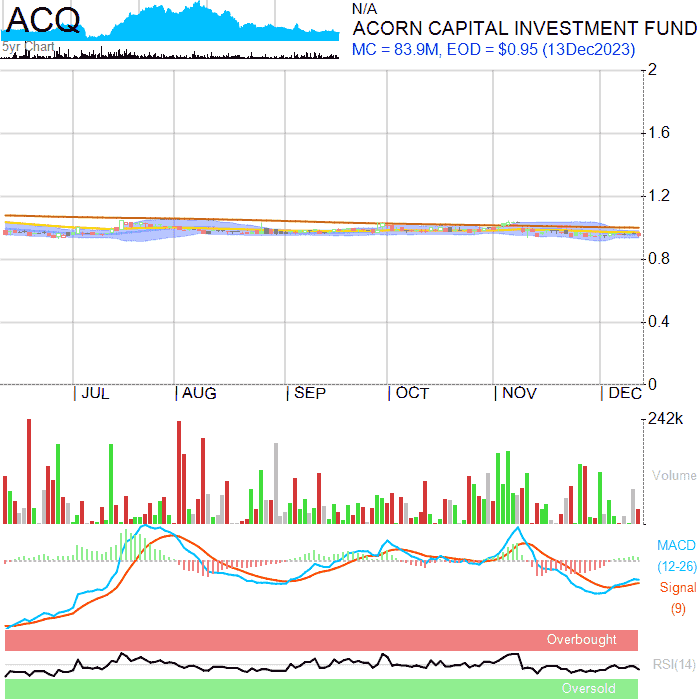 ACQ
5yr Chart
N/A
ACORN CAPITAL INVESTMENT FUND
MC = 83.9M, EOD = $0.95 (13Dec2023)
2
1.6
1.2
0.8
0.4
0
JUL
AUG
SEP
OCT
NOV
DEC
242k
Volume
MACD
(12-26)
Signal
(9)
Overbought
RSI(14)
Oversold